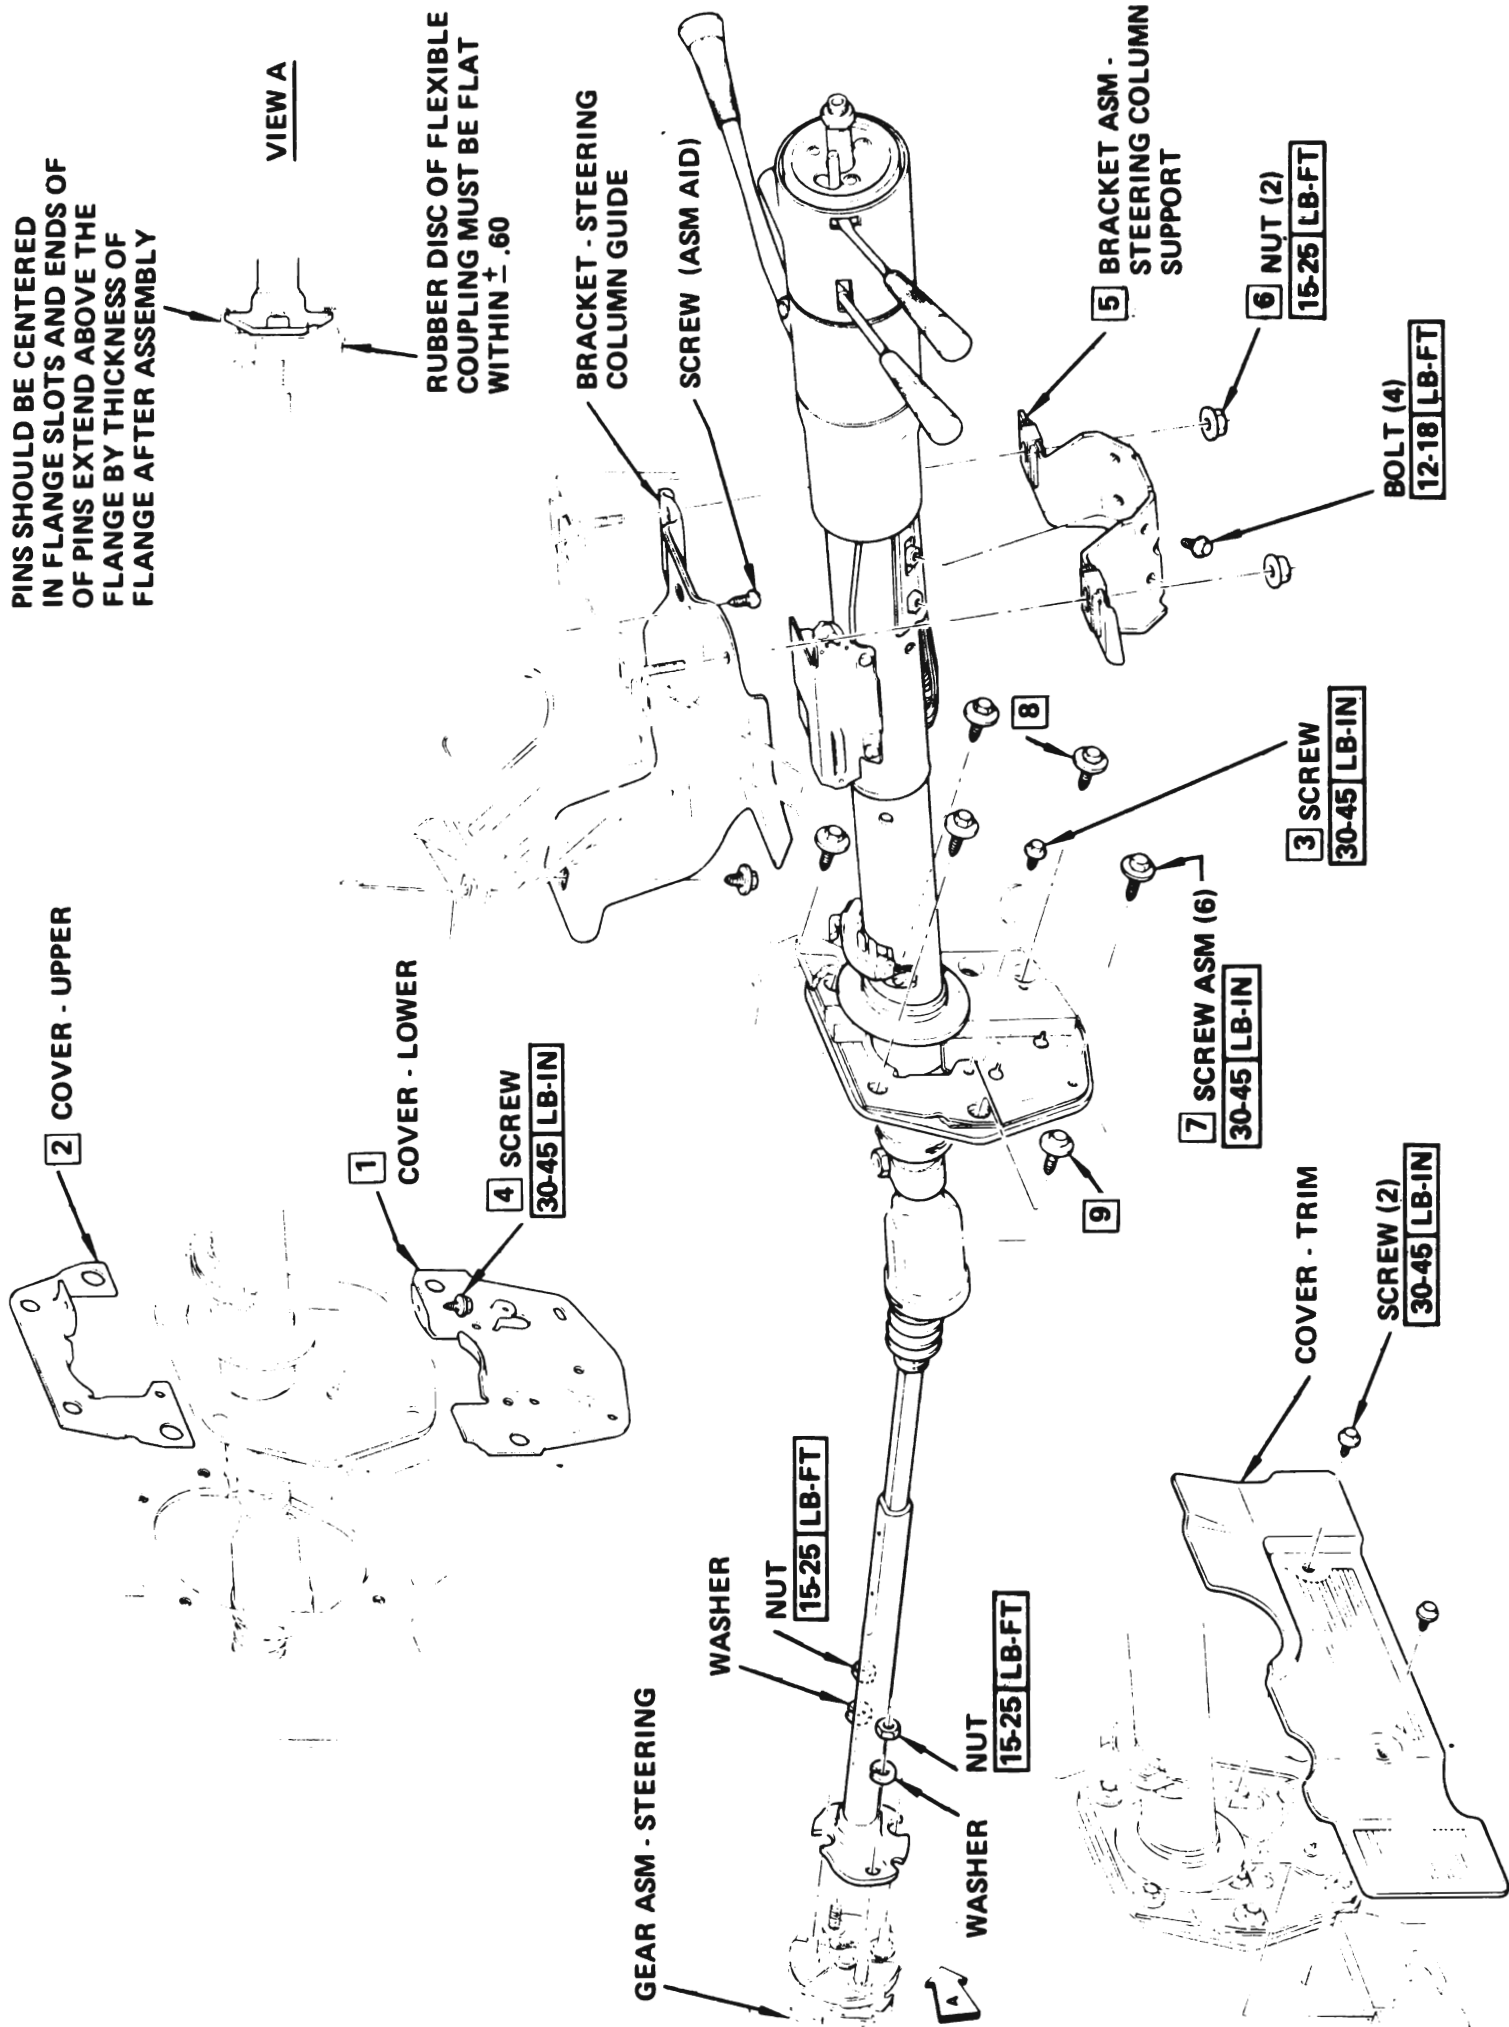 PINS SHOULD BE CENTERED
IN FLANGE SLOTS AND ENDS OF
OF PINS EXTEND ABOVE THE
FLANGE BY THICKNESS OF
FLANGE AFTER ASSEMBLY
VIEW A
RUBBER DISC OF FLEXIBLE
COUPLING MUST BE FLAT
WITHIN ± .60
BRACKET - STEERING
COLUMN GUIDE
SCREW (ASM AID)
2 COVER - UPPER
1
COVER - LOWER
4 SCREW
30-45 LB-IN
5 BRACKET ASM -
STEERING COLUMN
SUPPORT
6 NUT (2)
15-25 LB-FT
BOLT (4)
12-18 LB-FT
8
3 SCREW
30-45 LB-IN
7 SCREW ASM (6)
30-45 LB-IN
9
WASHER
NUT
15-25 LB-FT
GEAR ASM - STEERING
NUT
15-25 LB-FT
WASHER
A
COVER - TRIM
SCREW (2)
30-45 LB-IN